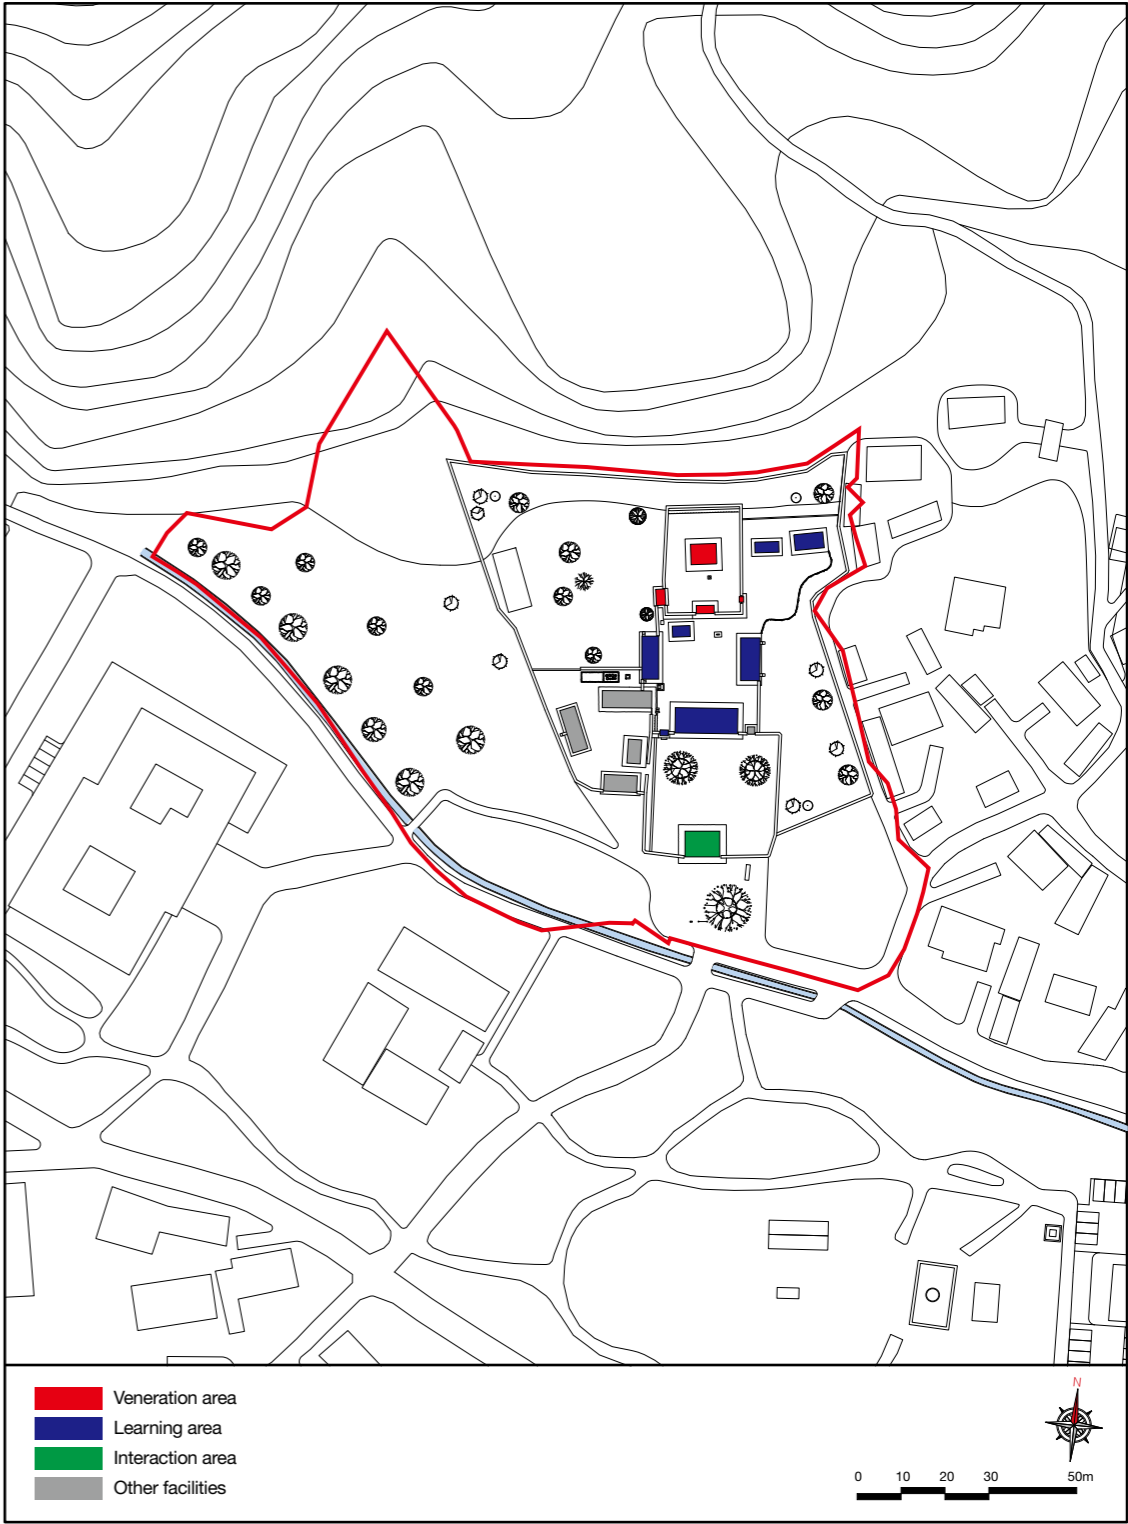 Veneration area
Learning area
Interaction area
Other facilities
N
0 10 20 30 50m